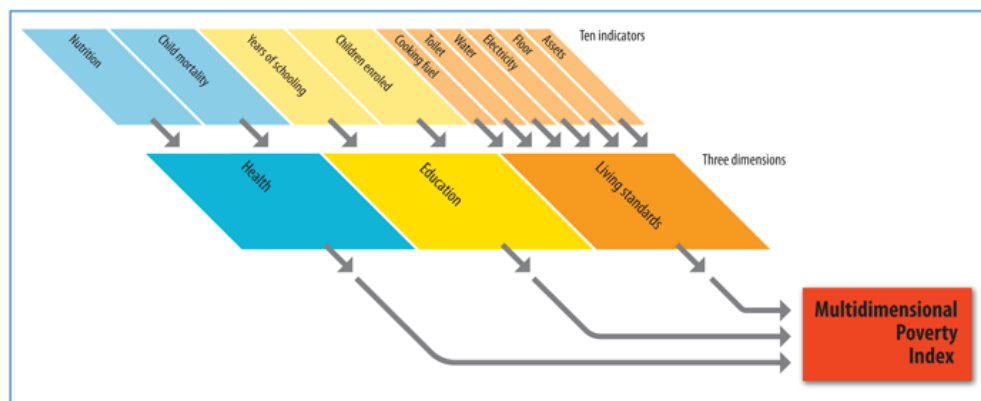 Nutrition
Child mortality
Years of schooling
Children enroled
Cooking fuel
Toilet
Water
Electricity
Floor
Assets
Ten indicators
Health
Education
Living standards
Three dimensions
Multidimensional
Poverty
Index